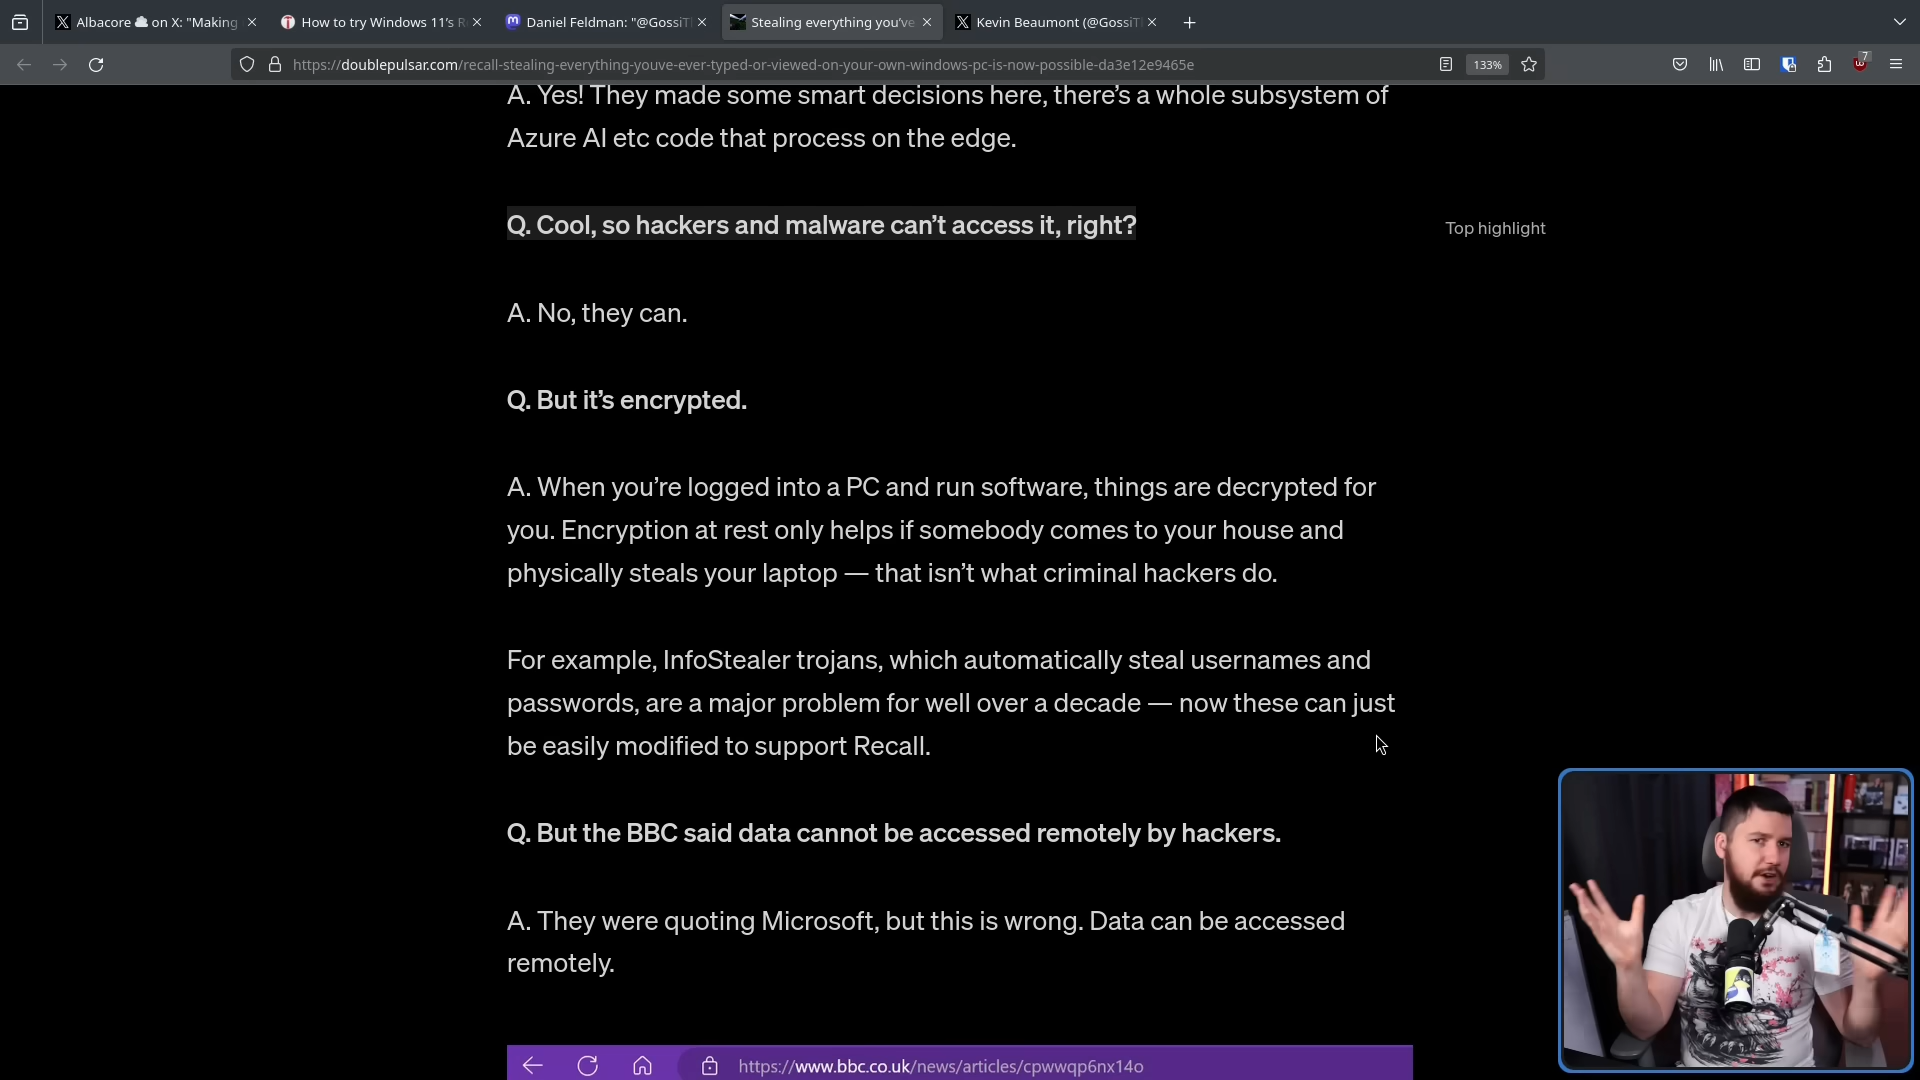 Albacore ☁ on X: "Making
How to try Windows 11's R
Daniel Feldman: "@GossiT
Stealing everything you've
Kevin Beaumont (@GossiT
https://doublepulsar.com/recall-stealing-everything-youve-ever-typed-or-viewed-on-your-own-windows-pc-is-now-possible-da3e12e9465e
133%
7
A. Yes! They made some smart decisions here, there's a whole subsystem of
Azure AI etc code that process on the edge.
Q. Cool, so hackers and malware can't access it, right?
Top highlight
A. No, they can.
Q. But it's encrypted.
A. When you're logged into a PC and run software, things are decrypted for
you. Encryption at rest only helps if somebody comes to your house and
physically steals your laptop — that isn't what criminal hackers do.
For example, InfoStealer trojans, which automatically steal usernames and
passwords, are a major problem for well over a decade — now these can just
be easily modified to support Recall.
Q. But the BBC said data cannot be accessed remotely by hackers.
A. They were quoting Microsoft, but this is wrong. Data can be accessed
remotely.
https://www.bbc.co.uk/news/articles/cpwwqp6nx14o